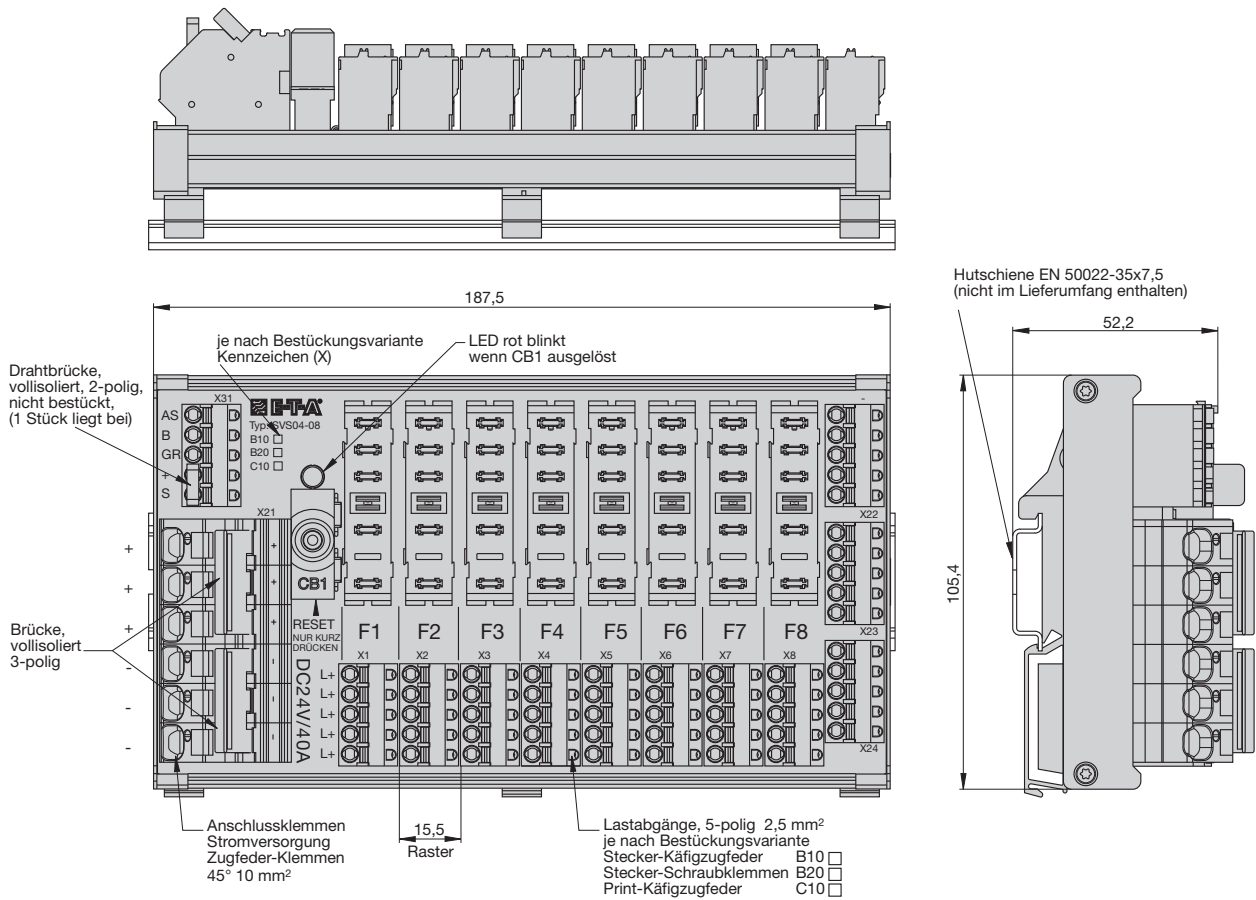 187,5
Hutschiene EN 50022-35x7,5
(nicht im Lieferumfang enthalten)
52,2
105,4
je nach Bestückungsvariante
Kennzeichen (X)
LED rot blinkt
wenn CB1 ausgelöst
Drahtbrücke,
vollisoliert, 2-polig,
nicht bestückt,
(1 Stück liegt bei)
X31
E-T-A®
Typ: SVS04-08
B10
B20
C10
AS
B
GR
+
S
X21
+
+
+
-
-
-
+
+
+
-
-
-
Brücke,
vollisoliert
3-polig
CB1
RESET
NUR KURZ
DRÜCKEN
DC24V/40A
F1 F2 F3 F4 F5 F6 F7 F8
X1 X2 X3 X4 X5 X6 X7 X8
L+
L+
L+
L+
L+
-
X22
X23
X24
Anschlussklemmen
Stromversorgung
Zugfeder-Klemmen
45° 10 mm²
15,5
Raster
Lastabgänge, 5-polig 2,5 mm²
je nach Bestückungsvariante
Stecker-Käfigzugfeder B10
Stecker-Schraubklemmen B20
Print-Käfigzugfeder C10